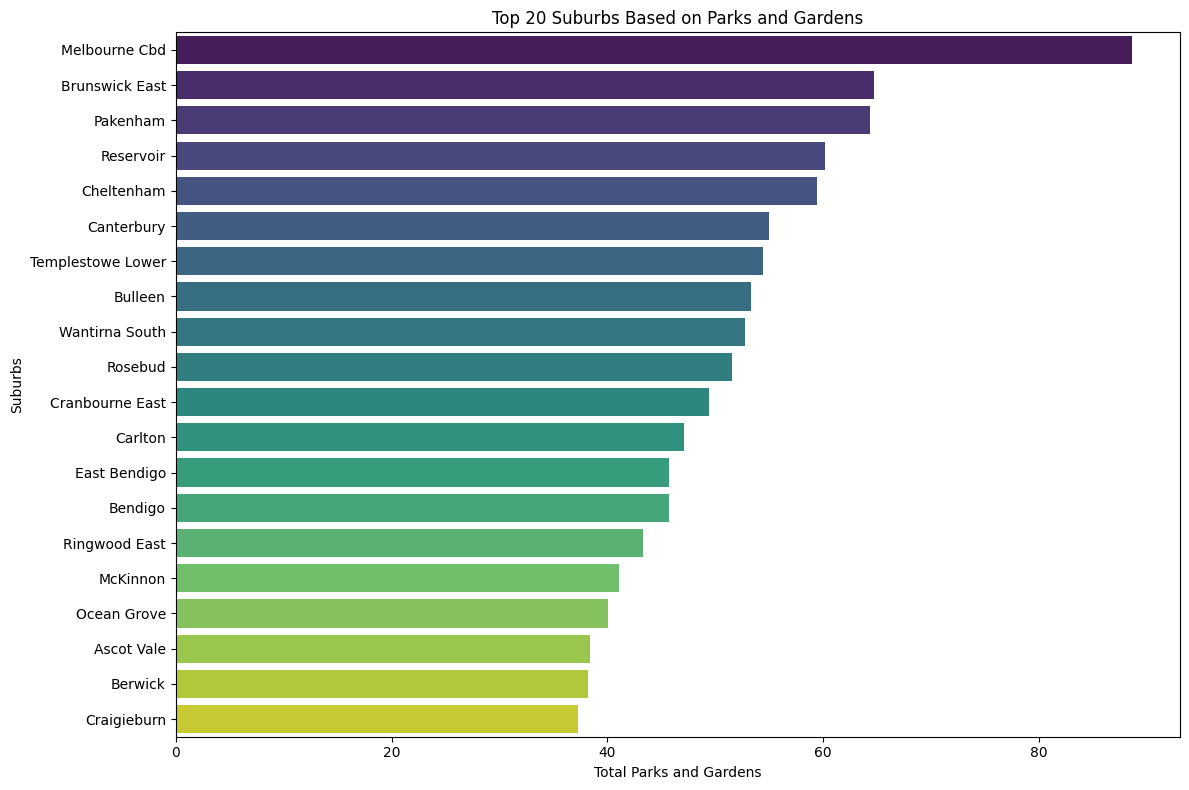 Top 20 Suburbs Based on Parks and Gardens
Suburbs
Melbourne Cbd
Brunswick East
Pakenham
Reservoir
Cheltenham
Canterbury
Templestowe Lower
Bulleen
Wantirna South
Rosebud
Cranbourne East
Carlton
East Bendigo
Bendigo
Ringwood East
McKinnon
Ocean Grove
Ascot Vale
Berwick
Craigieburn
0 20 40 60 80
Total Parks and Gardens